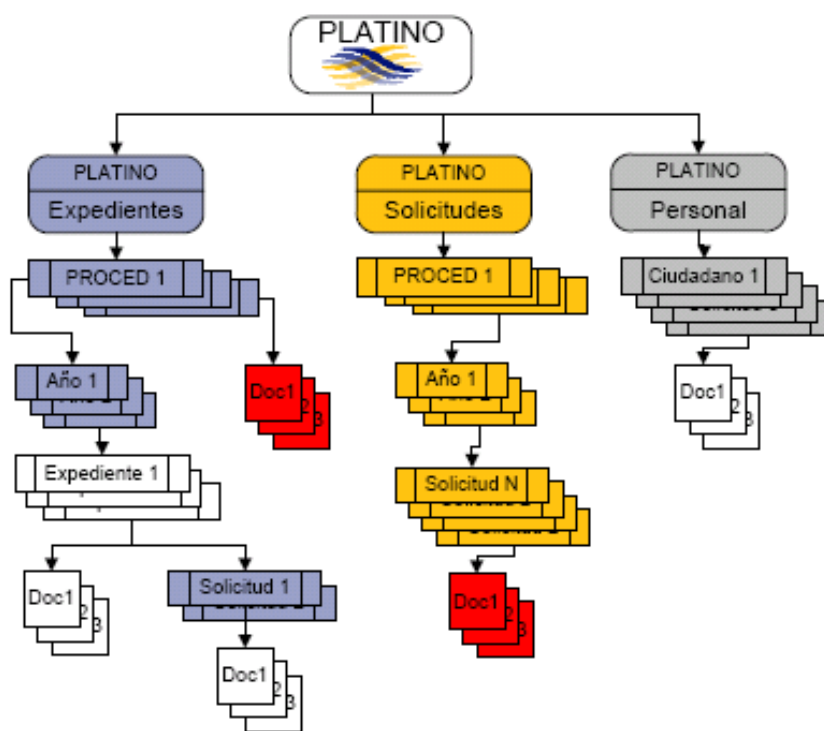 PLATINO
PLATINO
Expedientes
PLATINO
Solicitudes
PLATINO
Personal
PROCED 1
PROCED 1
Ciudadano 1
Año 1
Doc1
2
3
Año 1
Doc1
2
3
Expediente 1
Solicitud N
Doc1
2
3
Solicitud 1
Doc1
2
3
Doc1
2
3